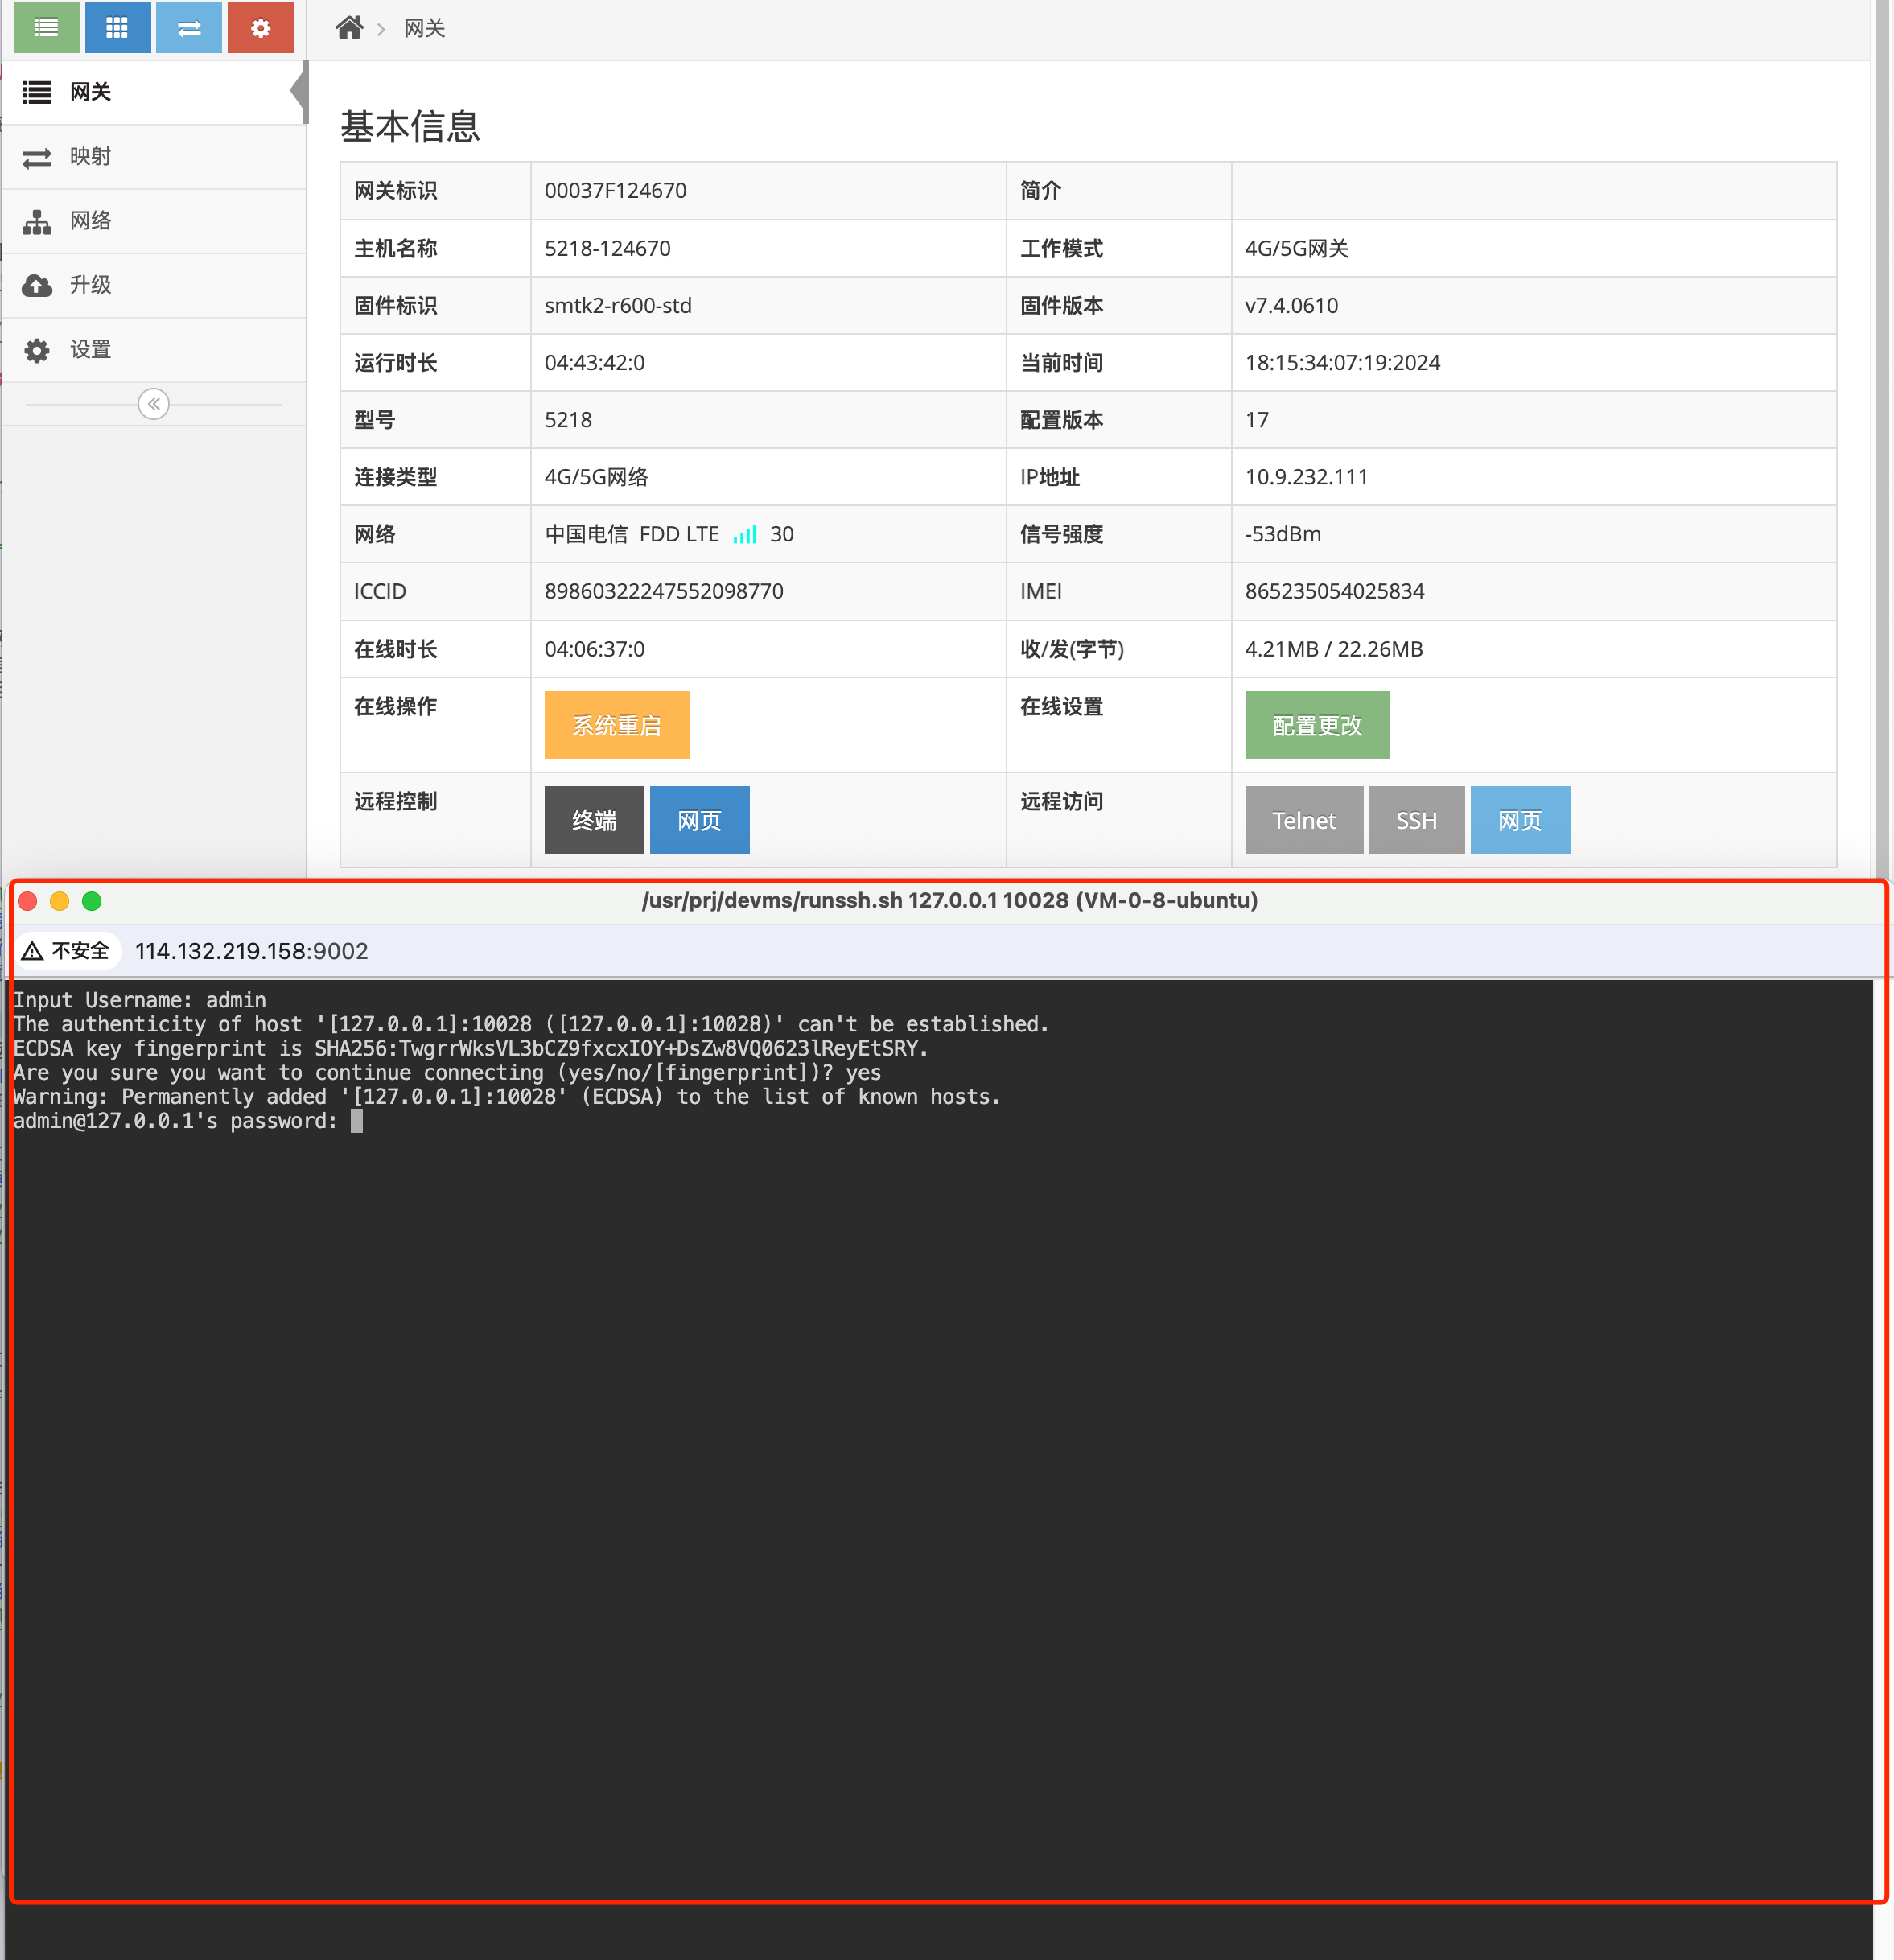 网关
网关
映射
网络
升级
设置
基本信息
网关标识 00037F124670 简介
主机名称 5218-124670 工作模式 4G/5G网关
固件标识 smtk2-r600-std 固件版本 v7.4.0610
运行时长 04:43:42:0 当前时间 18:15:34:07:19:2024
型号 5218 配置版本 17
连接类型 4G/5G网络 IP地址 10.9.232.111
网络 中国电信 FDD LTE 30 信号强度 -53dBm
ICCID 89860322247552098770 IMEI 865235054025834
在线时长 04:06:37:0 收/发(字节) 4.21MB / 22.26MB
在线操作 系统重启 在线设置 配置更改
远程控制 终端 网页 远程访问 Telnet SSH 网页
/usr/prj/devms/runssh.sh 127.0.0.1 10028 (VM-0-8-ubuntu)
不安全 114.132.219.158:9002
Input Username: admin
The authenticity of host '[127.0.0.1]:10028 ([127.0.0.1]:10028)' can't be established.
ECDSA key fingerprint is SHA256:TwgrrWksVL3bCZ9fxcxIOY+DsZw8VQ0623lReyEtSRY.
Are you sure you want to continue connecting (yes/no/[fingerprint])? yes
Warning: Permanently added '[127.0.0.1]:10028' (ECDSA) to the list of known hosts.
admin@127.0.0.1's password: